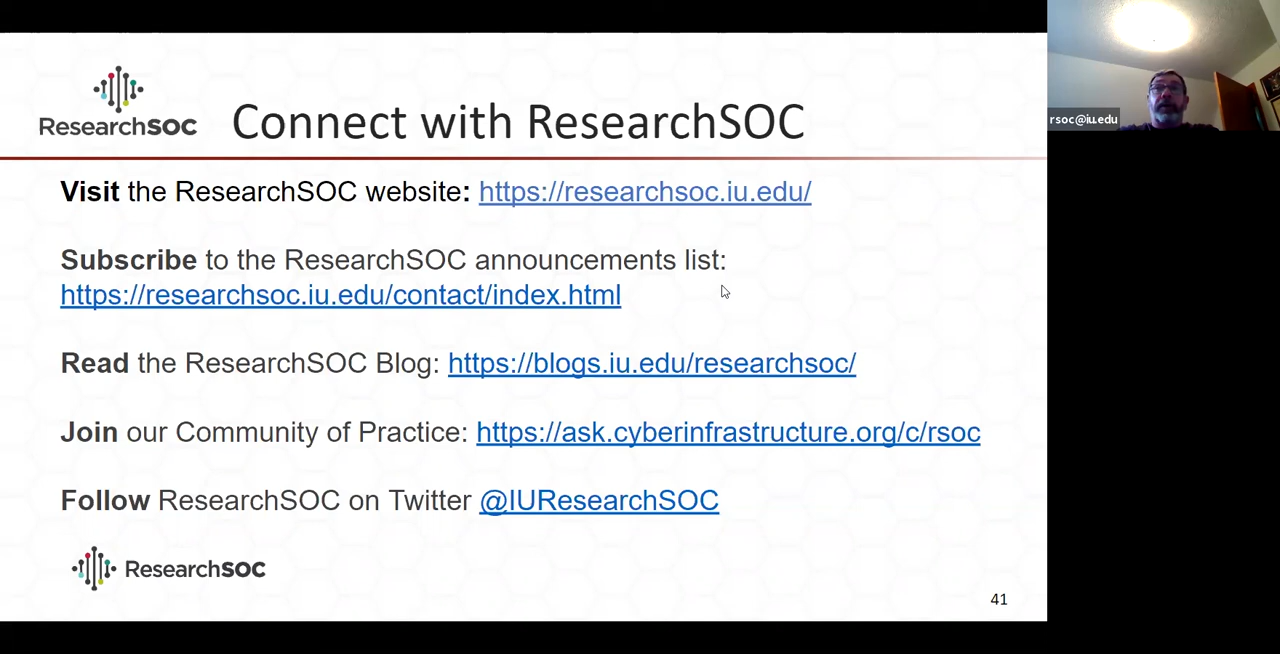 ResearchSOC
Connect with ResearchSOC
rsoc@iu.edu
Visit the ResearchSOC website: https://researchsoc.iu.edu/
Subscribe to the ResearchSOC announcements list:
https://researchsoc.iu.edu/contact/index.html
Read the ResearchSOC Blog: https://blogs.iu.edu/researchsoc/
Join our Community of Practice: https://ask.cyberinfrastructure.org/c/rsoc
Follow ResearchSOC on Twitter @IUResearchSOC
ResearchSOC
41